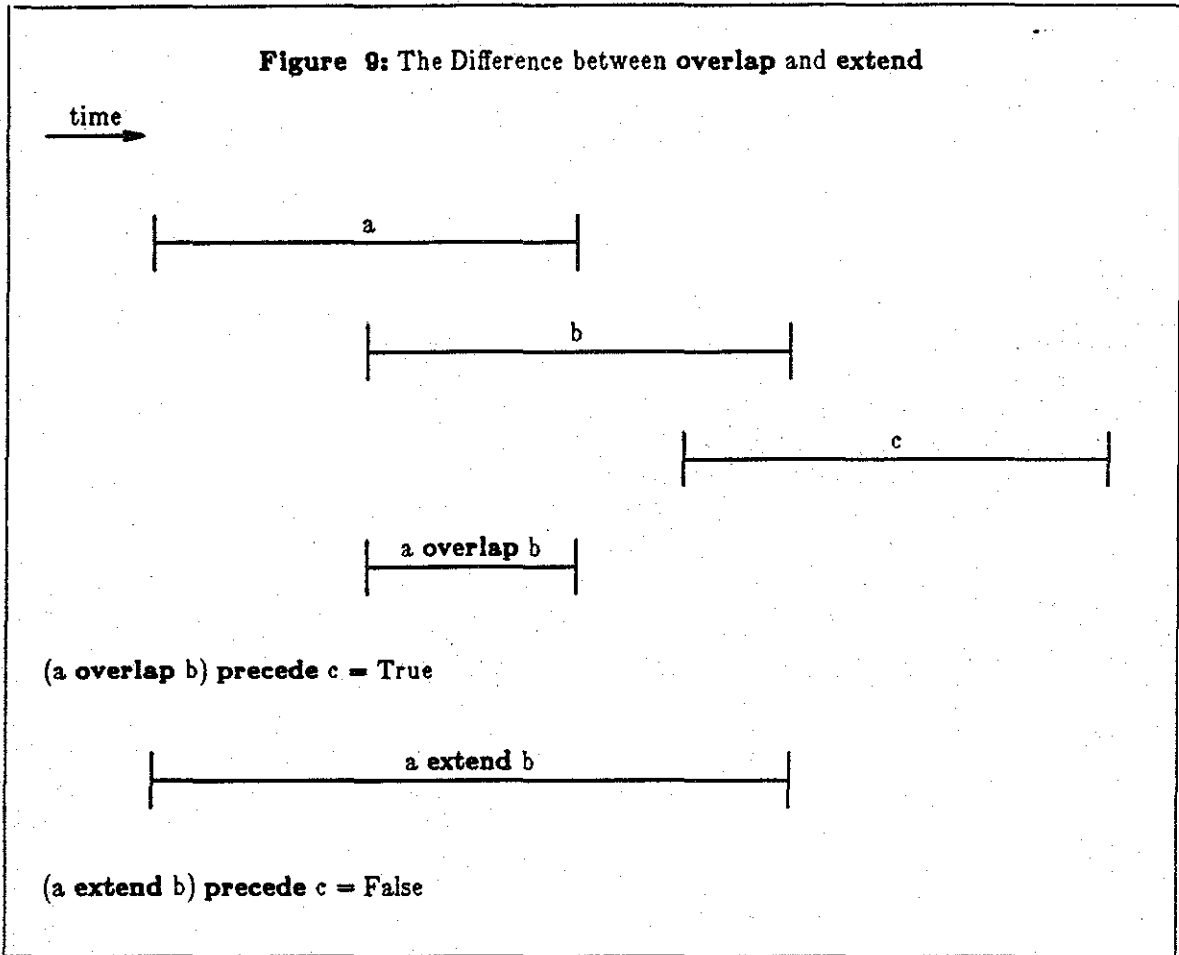 Figure 9: The Difference between overlap and extend
time
a
b
c
a overlap b
(a overlap b) precede c = True
a extend b
(a extend b) precede c = False